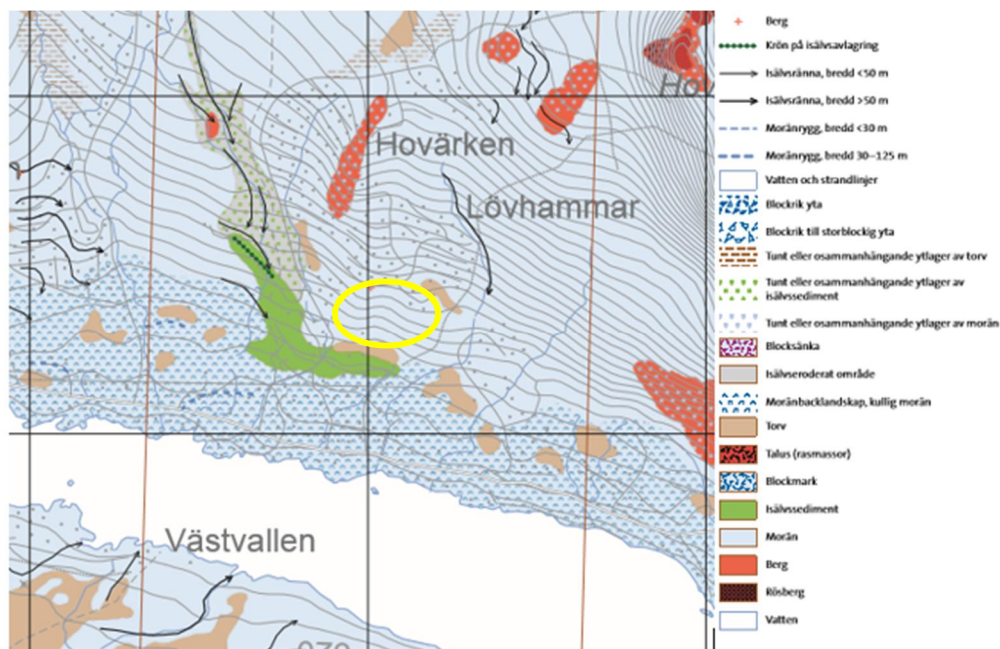 Hovärken
Lövhammar
Västvallen
Berg
Krön på isälvsavlagring
Isälvsränna, bredd <50 m
Isälvsränna, bredd >50 m
Moränrygg, bredd <30 m
Moränrygg, bredd 30–125 m
Vatten och strandlinjer
Blockrik yta
Blockrik till storblockig yta
Tunt eller osammanhängande ytlager av torv
Tunt eller osammanhängande ytlager av
isälvssediment
Tunt eller osammanhängande ytlager av morän
Blocksänka
Isälvseroderat område
Moränbacklandskap, kullig morän
Torv
Talus (rasmassor)
Blockmark
Isälvssediment
Morän
Berg
Rösberg
Vatten